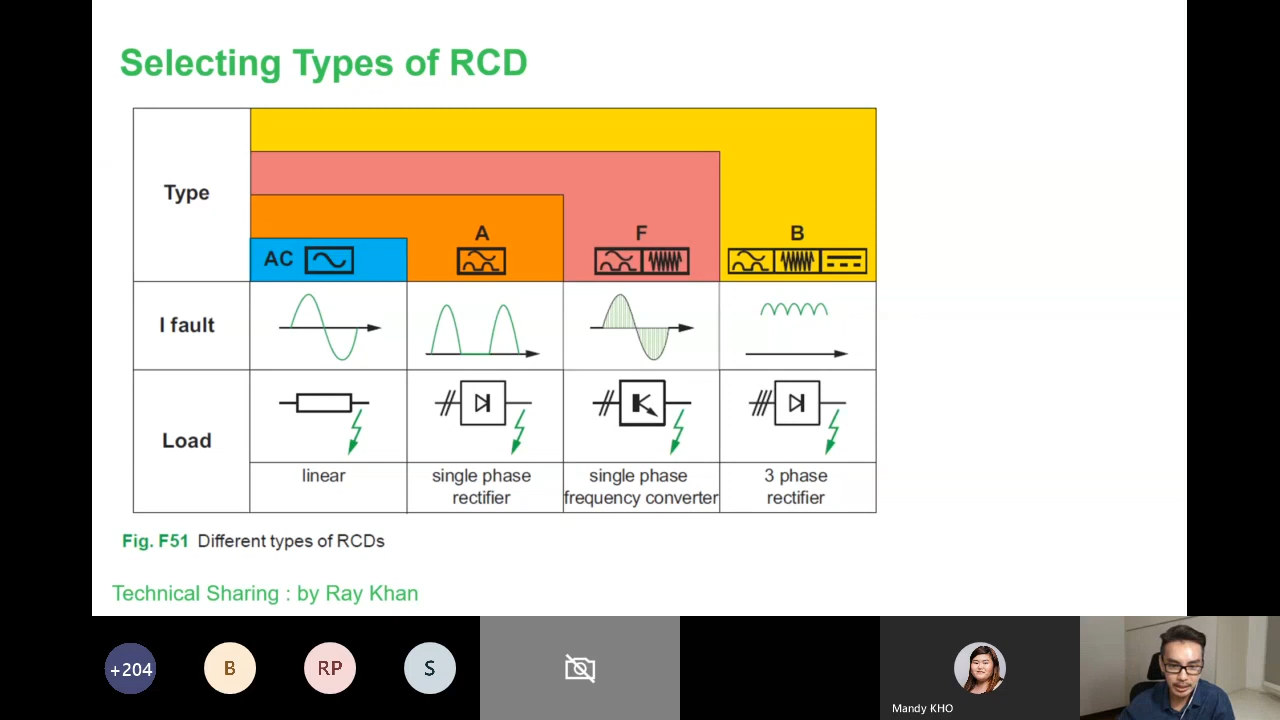 Selecting Types of RCD
Type
AC
A
F
B
I fault
Load
linear
single phase
rectifier
single phase
frequency converter
3 phase
rectifier
Fig. F51 Different types of RCDs
Technical Sharing : by Ray Khan
+204
B
RP
S
Mandy KHO